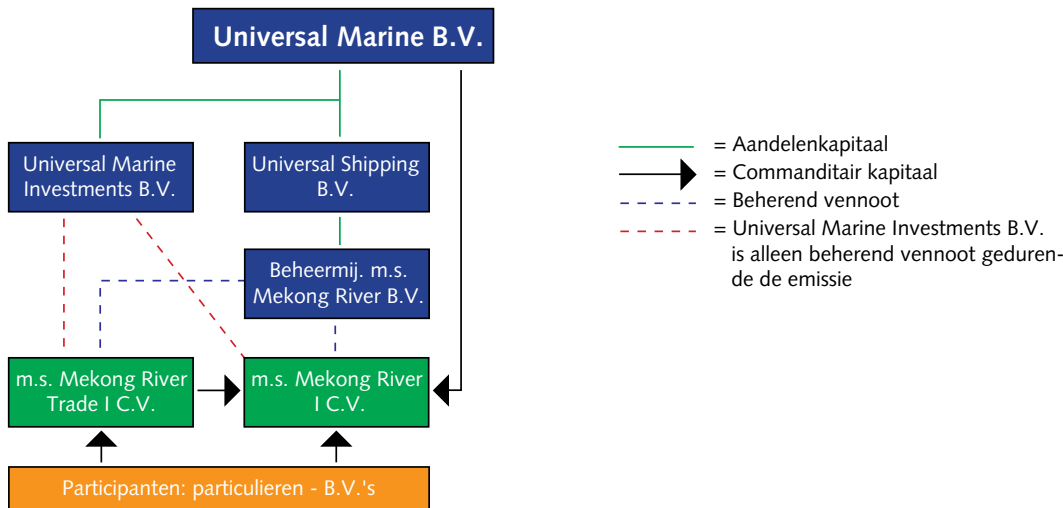 Universal Marine B.V.
Universal Marine
Investments B.V.
Universal Shipping
B.V.
Beheermij. m.s.
Mekong River B.V.
m.s. Mekong River
Trade I C.V.
m.s. Mekong River
I C.V.
Participanten: particulieren - B.V.'s
= Aandelenkapitaal
= Commanditair kapitaal
= Beherend vennoot
= Universal Marine Investments B.V.
is alleen beherend vennoot geduren-
de de emissie